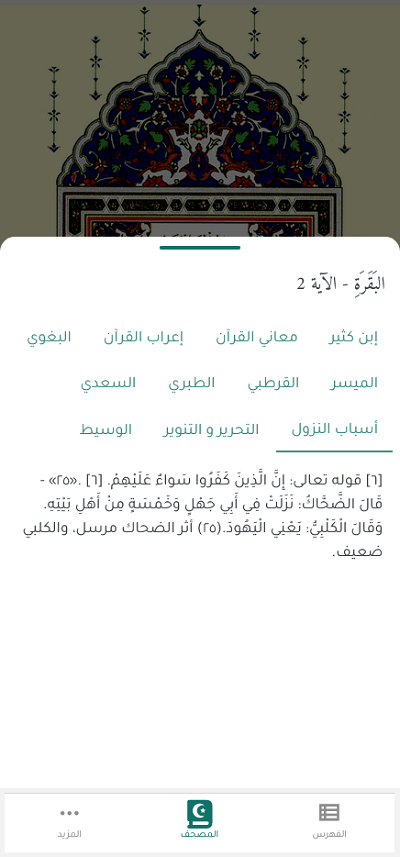 البَقَرَةِ - الآية 2
إبن كثير معاني القرآن إعراب القرآن البغوي
الميسر القرطبي الطبري السعدي
أسباب النزول التحرير و التنوير الوسيط
[٦] قوله تعالى: إِنَّ الَّذِينَ كَفَرُوا سَواءٌ عَلَيْهِمْ. [٦] .«٢٥» -
قَالَ الضَّحَّاكُ: نَزَلَتْ فِي أَبِي جَهْلٍ وَخَمْسَةٍ مِنْ أَهْلِ بَيْتِهِ.
وَقَالَ الْكَلْبِيُّ: يَعْنِي الْيَهُودَ.(٢٥) أثر الضحاك مرسل، والكلبي
ضعيف.
الفهرس المصحف المزيد